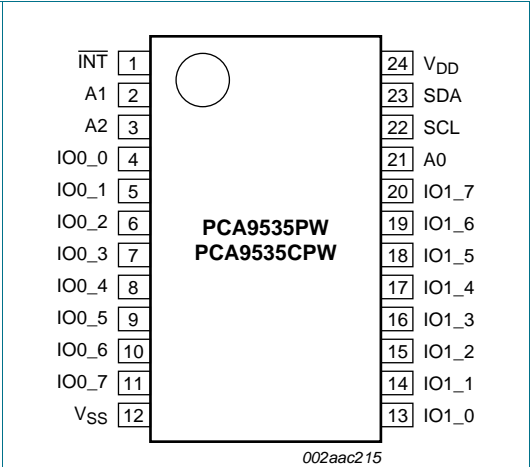 INT 1 24 VDD
A1 2 23 SDA
A2 3 22 SCL
IO0_0 4 21 A0
IO0_1 5 20 IO1_7
IO0_2 6 19 IO1_6
PCA9535PW
IO0_3 7 18 IO1_5
PCA9535CPW
IO0_4 8 17 IO1_4
IO0_5 9 16 IO1_3
IO0_6 10 15 IO1_2
IO0_7 11 14 IO1_1
VSS 12 13 IO1_0
002aac215